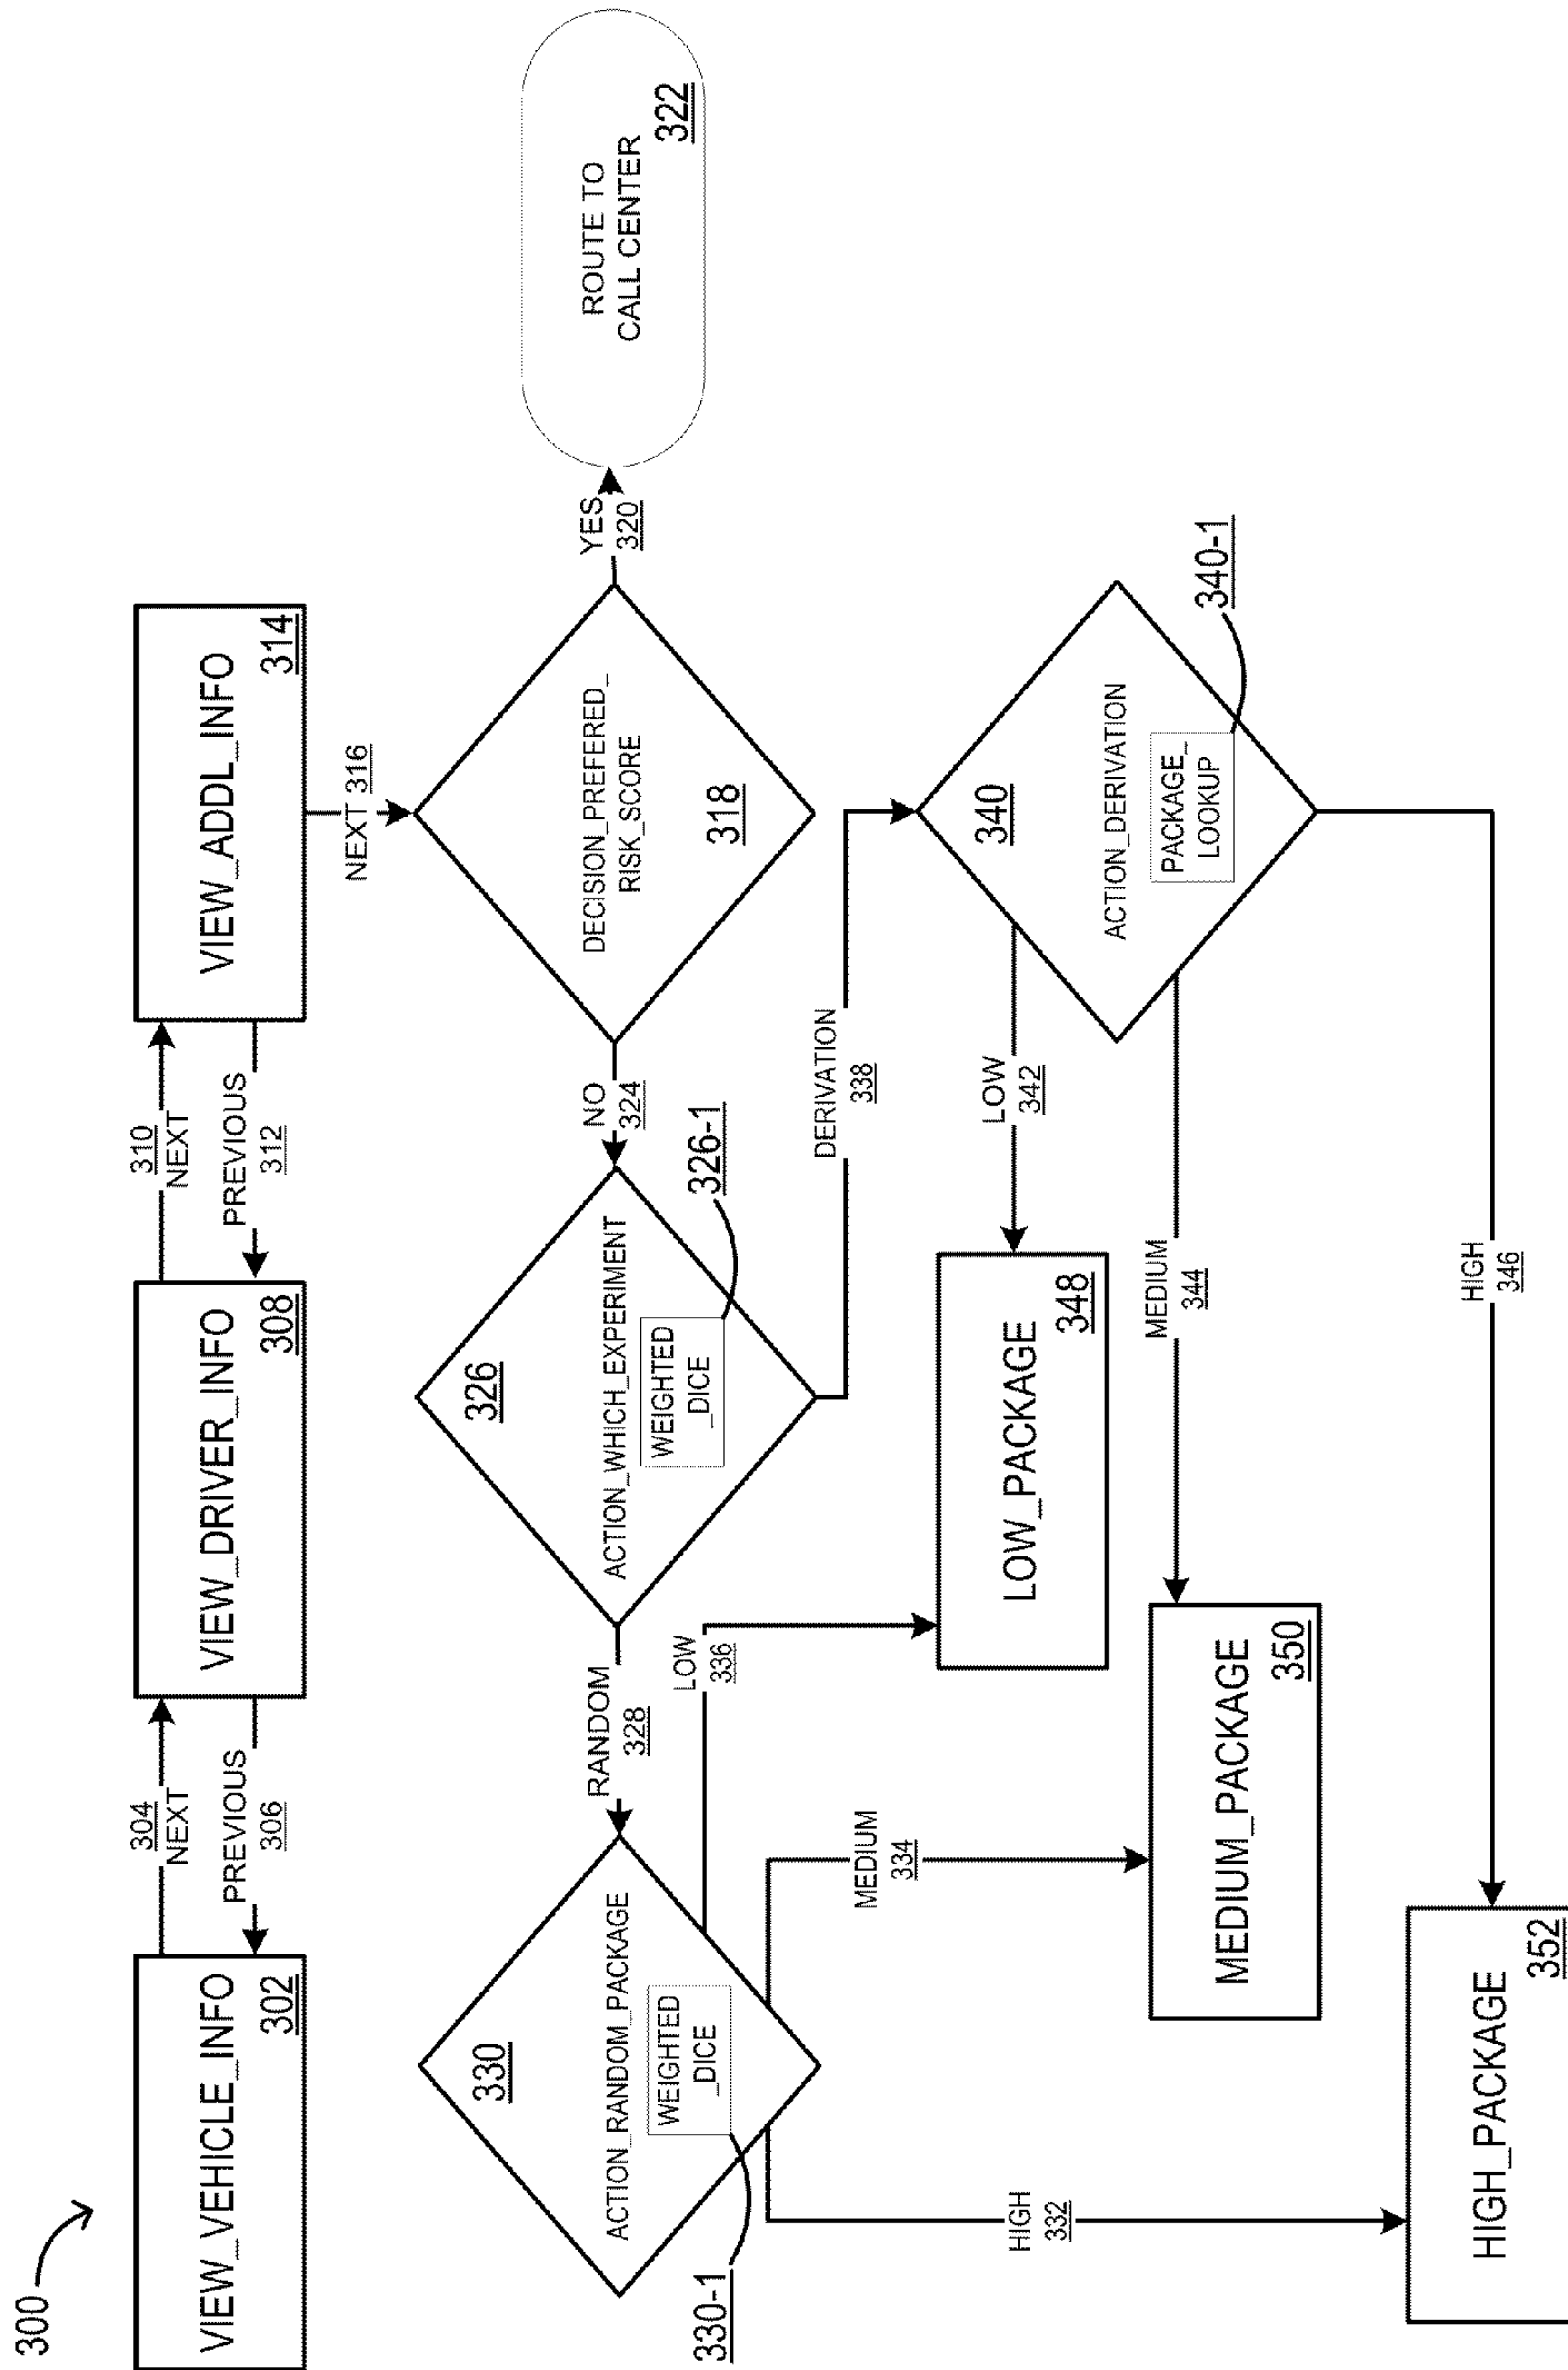 300
VIEW_VEHICLE_INFO
302
304
NEXT
PREVIOUS
306
VIEW_DRIVER_INFO
308
310
NEXT
PREVIOUS
312
VIEW_ADDL_INFO
314
NEXT 316
DECISION_PREFERRED_
RISK_SCORE
318
YES
320
ROUTE TO
CALL CENTER
322
NO
324
326
ACTION_WHICH_EXPERIMENT
WEIGHTED
_DICE
326-1
RANDOM
328
330
ACTION_RANDOM_PACKAGE
WEIGHTED
_DICE
330-1
HIGH
332
MEDIUM
334
LOW
336
DERIVATION
338
340
ACTION_DERIVATION
PACKAGE_
LOOKUP
340-1
LOW
342
MEDIUM
344
HIGH
346
LOW_PACKAGE
348
MEDIUM_PACKAGE
350
HIGH_PACKAGE
352